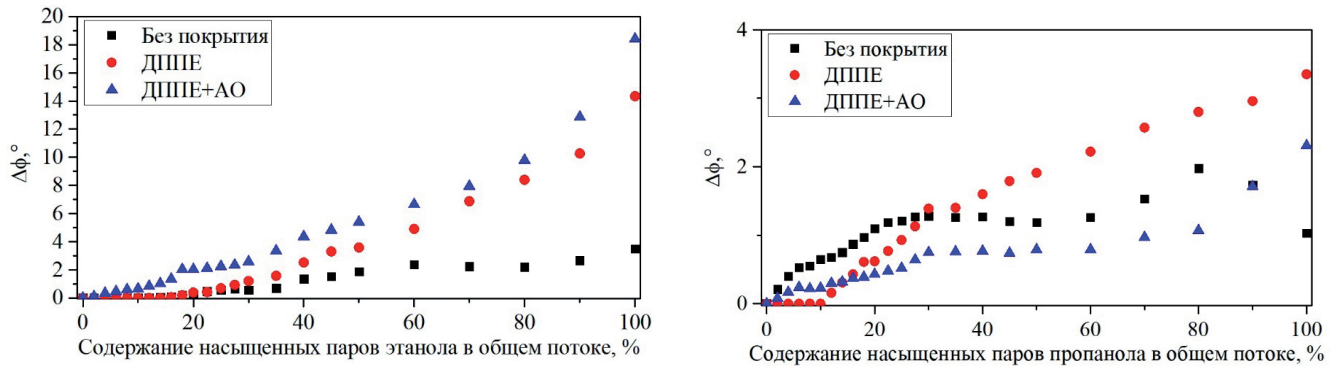 20
18
16
14
12
10
8
6
4
2
0
Δϕ,°
Без покрытия
ДППЕ
ДППЕ+АО
0 20 40 60 80 100
Содержание насыщенных паров этанола в общем потоке, %
4
2
0
Δϕ,°
Без покрытия
ДППЕ
ДППЕ+АО
0 20 40 60 80 100
Содержание насыщенных паров пропанола в общем потоке, %